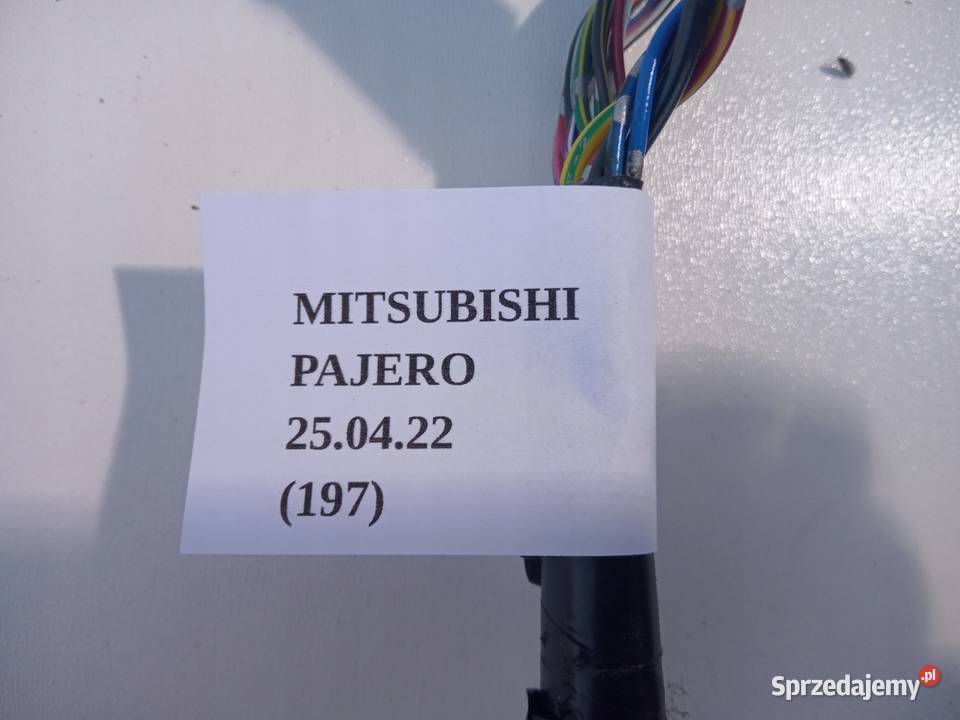 MITSUBISHI
PAJERO
25.04.22
(197)
Sprzedajemy.pl